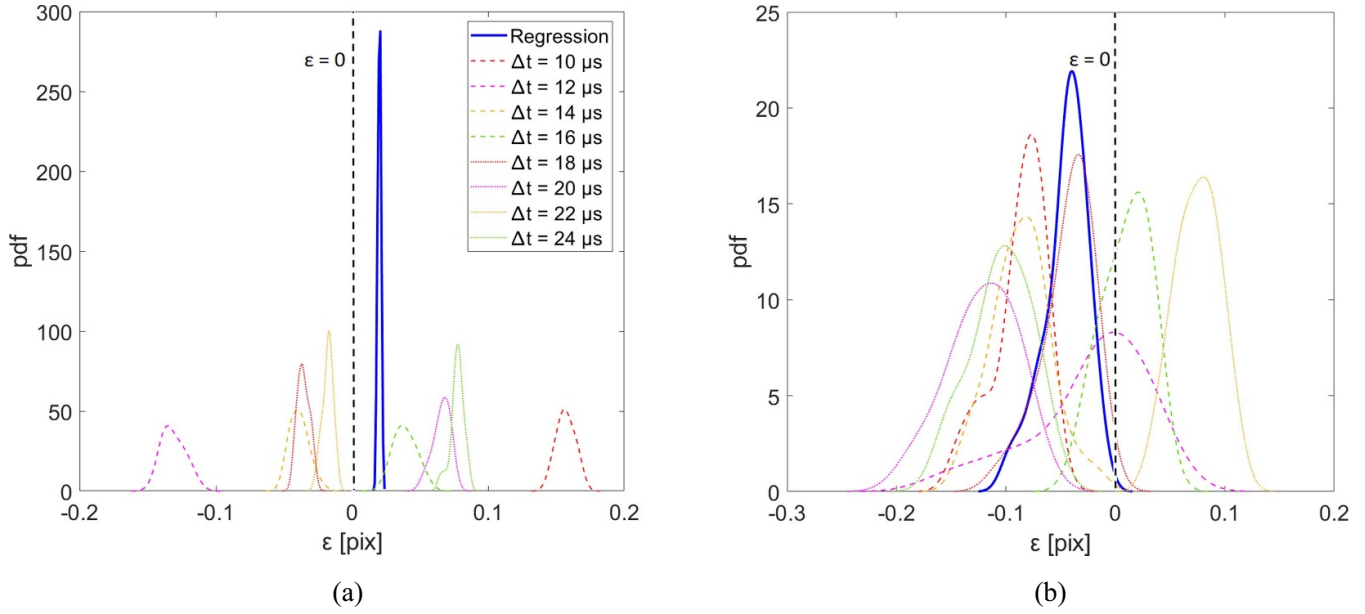 300
250
200
150
100
50
0
pdf
-0.2
-0.1
0
0.1
0.2
ε [pix]
ε = 0
Regression
Δt = 10 µs
Δt = 12 µs
Δt = 14 µs
Δt = 16 µs
Δt = 18 µs
Δt = 20 µs
Δt = 22 µs
Δt = 24 µs
(a)
25
20
15
10
5
0
pdf
-0.3
-0.2
-0.1
0
0.1
0.2
ε [pix]
ε = 0
(b)